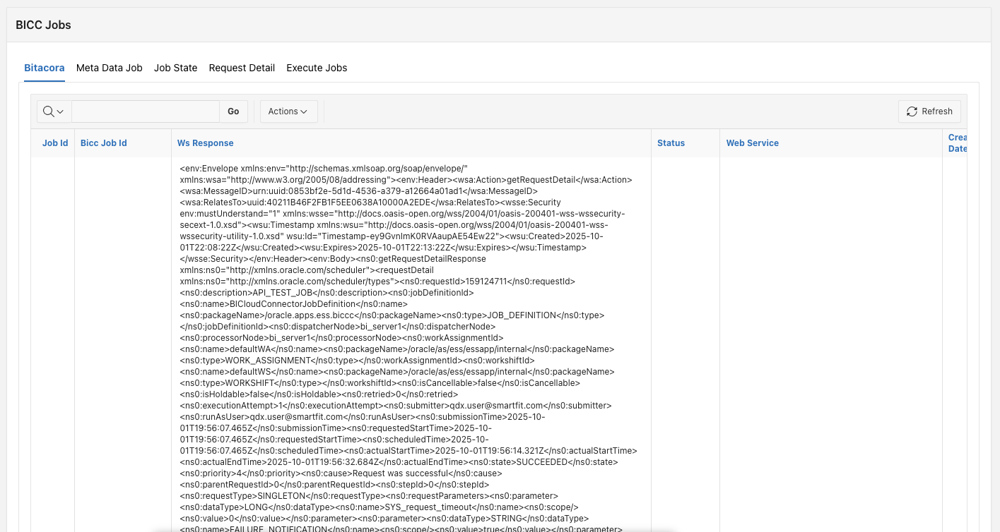 BICC Jobs
Bitacora Meta Data Job Job State Request Detail Execute Jobs
Go Actions Refresh
Job Id Bicc Job Id Ws Response Status Web Service Crea
Date
<env:Envelope xmlns:env="http://schemas.xmlsoap.org/soap/envelope/"
xmlns:wsa="http://www.w3.org/2005/08/addressing"><env:Header><wsa:Action>getRequestDetail</wsa:Action>
<wsa:MessageID>urn:uuid:0853bf2e-5d1d-4536-a379-a12664a01ad1</wsa:MessageID>
<wsa:RelatesTo>uuid:40211B46F2FB1F5EE0638A10000A2EDE</wsa:RelatesTo><wsse:Security
env:mustUnderstand="1" xmlns:wsse="http://docs.oasis-open.org/wss/2004/01/oasis-200401-wss-wssecurity-
secext-1.0.xsd"><wsu:Timestamp xmlns:wsu="http://docs.oasis-open.org/wss/2004/01/oasis-200401-wss-
wssecurity-utility-1.0.xsd" wsu:Id="Timestamp-ey9GvnlmK0RVAaupAE54Ew22"><wsu:Created>2025-10-
01T22:08:22Z</wsu:Created><wsu:Expires>2025-10-01T22:13:22Z</wsu:Expires></wsu:Timestamp>
</wsse:Security></env:Header><env:Body><ns0:getRequestDetailResponse
xmlns:ns0="http://xmlns.oracle.com/scheduler"><requestDetail
xmlns:ns0="http://xmlns.oracle.com/scheduler/types"><ns0:requestId>159124711</ns0:requestId>
<ns0:description>API_TEST_JOB</ns0:description><ns0:jobDefinitionId>
<ns0:name>BICloudConnectorJobDefinition</ns0:name>
<ns0:packageName>/oracle.apps.ess.biccc</ns0:packageName><ns0:type>JOB_DEFINITION</ns0:type>
</ns0:jobDefinitionId><ns0:dispatcherNode>bi_server1</ns0:dispatcherNode>
<ns0:processorNode>bi_server1</ns0:processorNode><ns0:workAssignmentId>
<ns0:name>defaultWA</ns0:name><ns0:packageName>/oracle/as/ess/essapp/internal</ns0:packageName>
<ns0:type>WORK_ASSIGNMENT</ns0:type></ns0:workAssignmentId><ns0:workshiftId>
<ns0:name>defaultWS</ns0:name><ns0:packageName>/oracle/as/ess/essapp/internal</ns0:packageName>
<ns0:type>WORKSHIFT</ns0:type></ns0:workshiftId><ns0:isCancellable>false</ns0:isCancellable>
<ns0:isHoldable>false</ns0:isHoldable><ns0:retried>0</ns0:retried>
<ns0:executionAttempt>1</ns0:executionAttempt><ns0:submitter>qdx.user@smartfit.com</ns0:submitter>
<ns0:runAsUser>qdx.user@smartfit.com</ns0:runAsUser><ns0:submissionTime>2025-10-
01T19:56:07.465Z</ns0:submissionTime><ns0:requestedStartTime>2025-10-
01T19:56:07.465Z</ns0:requestedStartTime><ns0:scheduledTime>2025-10-
01T19:56:07.465Z</ns0:scheduledTime><ns0:actualStartTime>2025-10-01T19:56:14.321Z</ns0:actualStartTime>
<ns0:actualEndTime>2025-10-01T19:56:32.684Z</ns0:actualEndTime><ns0:state>SUCCEEDED</ns0:state>
<ns0:priority>4</ns0:priority><ns0:cause>Request was successful</ns0:cause>
<ns0:parentRequestId>0</ns0:parentRequestId><ns0:stepId>0</ns0:stepId>
<ns0:requestType>SINGLETON</ns0:requestType><ns0:requestParameters><ns0:parameter>
<ns0:dataType>LONG</ns0:dataType><ns0:name>SYS_request_timeout</ns0:name><ns0:scope/>
<ns0:value>0</ns0:value></ns0:parameter><ns0:parameter><ns0:dataType>STRING</ns0:dataType>
<ns0:name>FAILURE_NOTIFICATION</ns0:name><ns0:scope/><ns0:value>true</ns0:value></ns0:parameter>